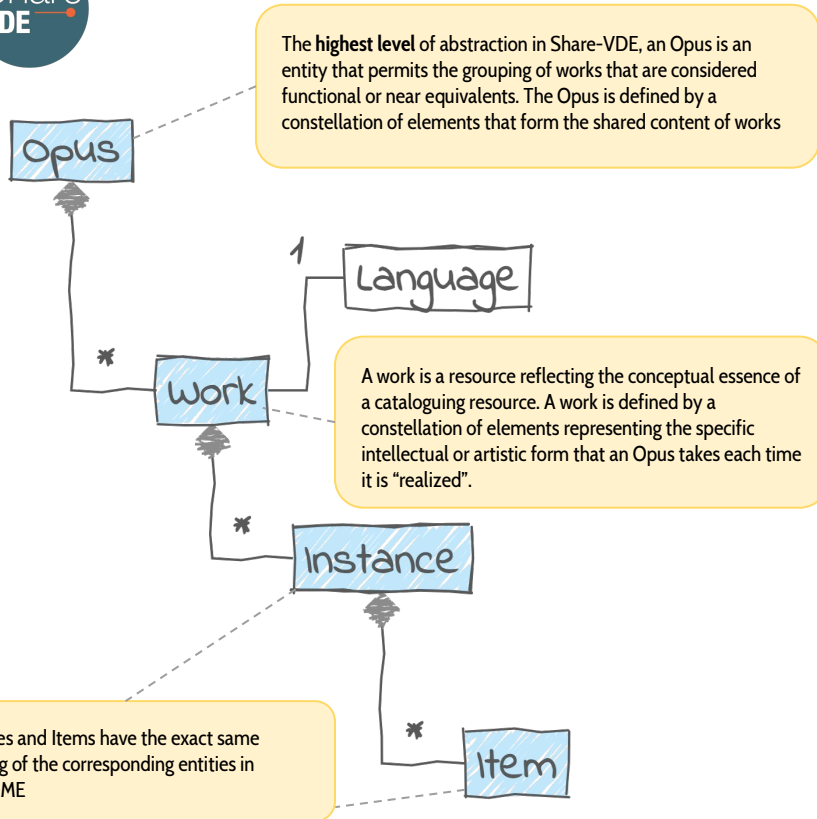 DE
The highest level of abstraction in Share-VDE, an Opus is an
entity that permits the grouping of works that are considered
functional or near equivalents. The Opus is defined by a
constellation of elements that form the shared content of works
Opus
1
Language
*
Work
A work is a resource reflecting the conceptual essence of
a cataloguing resource. A work is defined by a
constellation of elements representing the specific
intellectual or artistic form that an Opus takes each time
it is “realized”.
*
Instance
es and Items have the exact same
g of the corresponding entities in
ME
*
Item